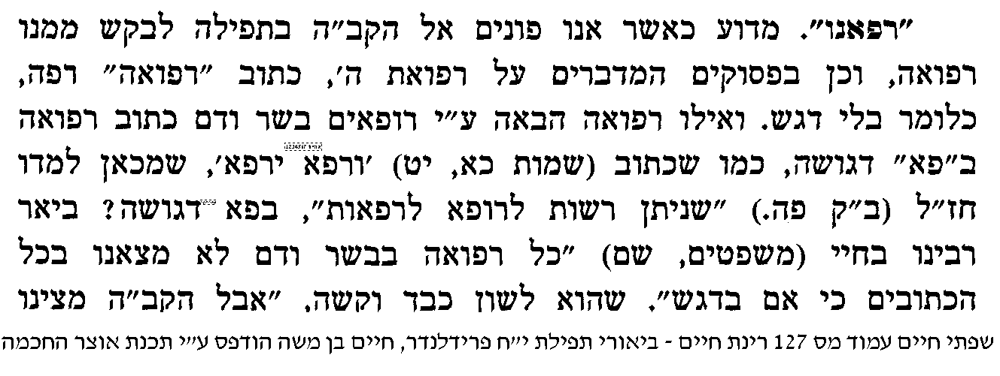 "רפאנו". מדוע כאשר אנו פונים אל הקב"ה בתפילה לבקש ממנו
רפואה, וכן בפסוקים המדברים על רפואת ה', כתוב "רפואה" רפה,
כלומר בלי דגש. ואילו רפואה הבאה ע"י רופאים בשר ודם כתוב רפואה
ב"פא" דגושה, כמו שכתוב (שמות כא, יט) 'ורפא ירפא', שמכאן למדו
חז"ל (ב"ק פה.) "שניתן רשות לרופא לרפאות", בפא דגושה? ביאר
רבינו בחיי (משפטים, שם) "כל רפואה בבשר ודם לא מצאנו בכל
הכתובים כי אם בדגש". שהוא לשון כבד וקשה. "אבל הקב"ה מצינו
שפתי חיים עמוד מס 127 רינת חיים - ביאורי תפילת י"ח פרידלנדר, חיים בן משה הודפס ע"י תכנת אוצר החכמה